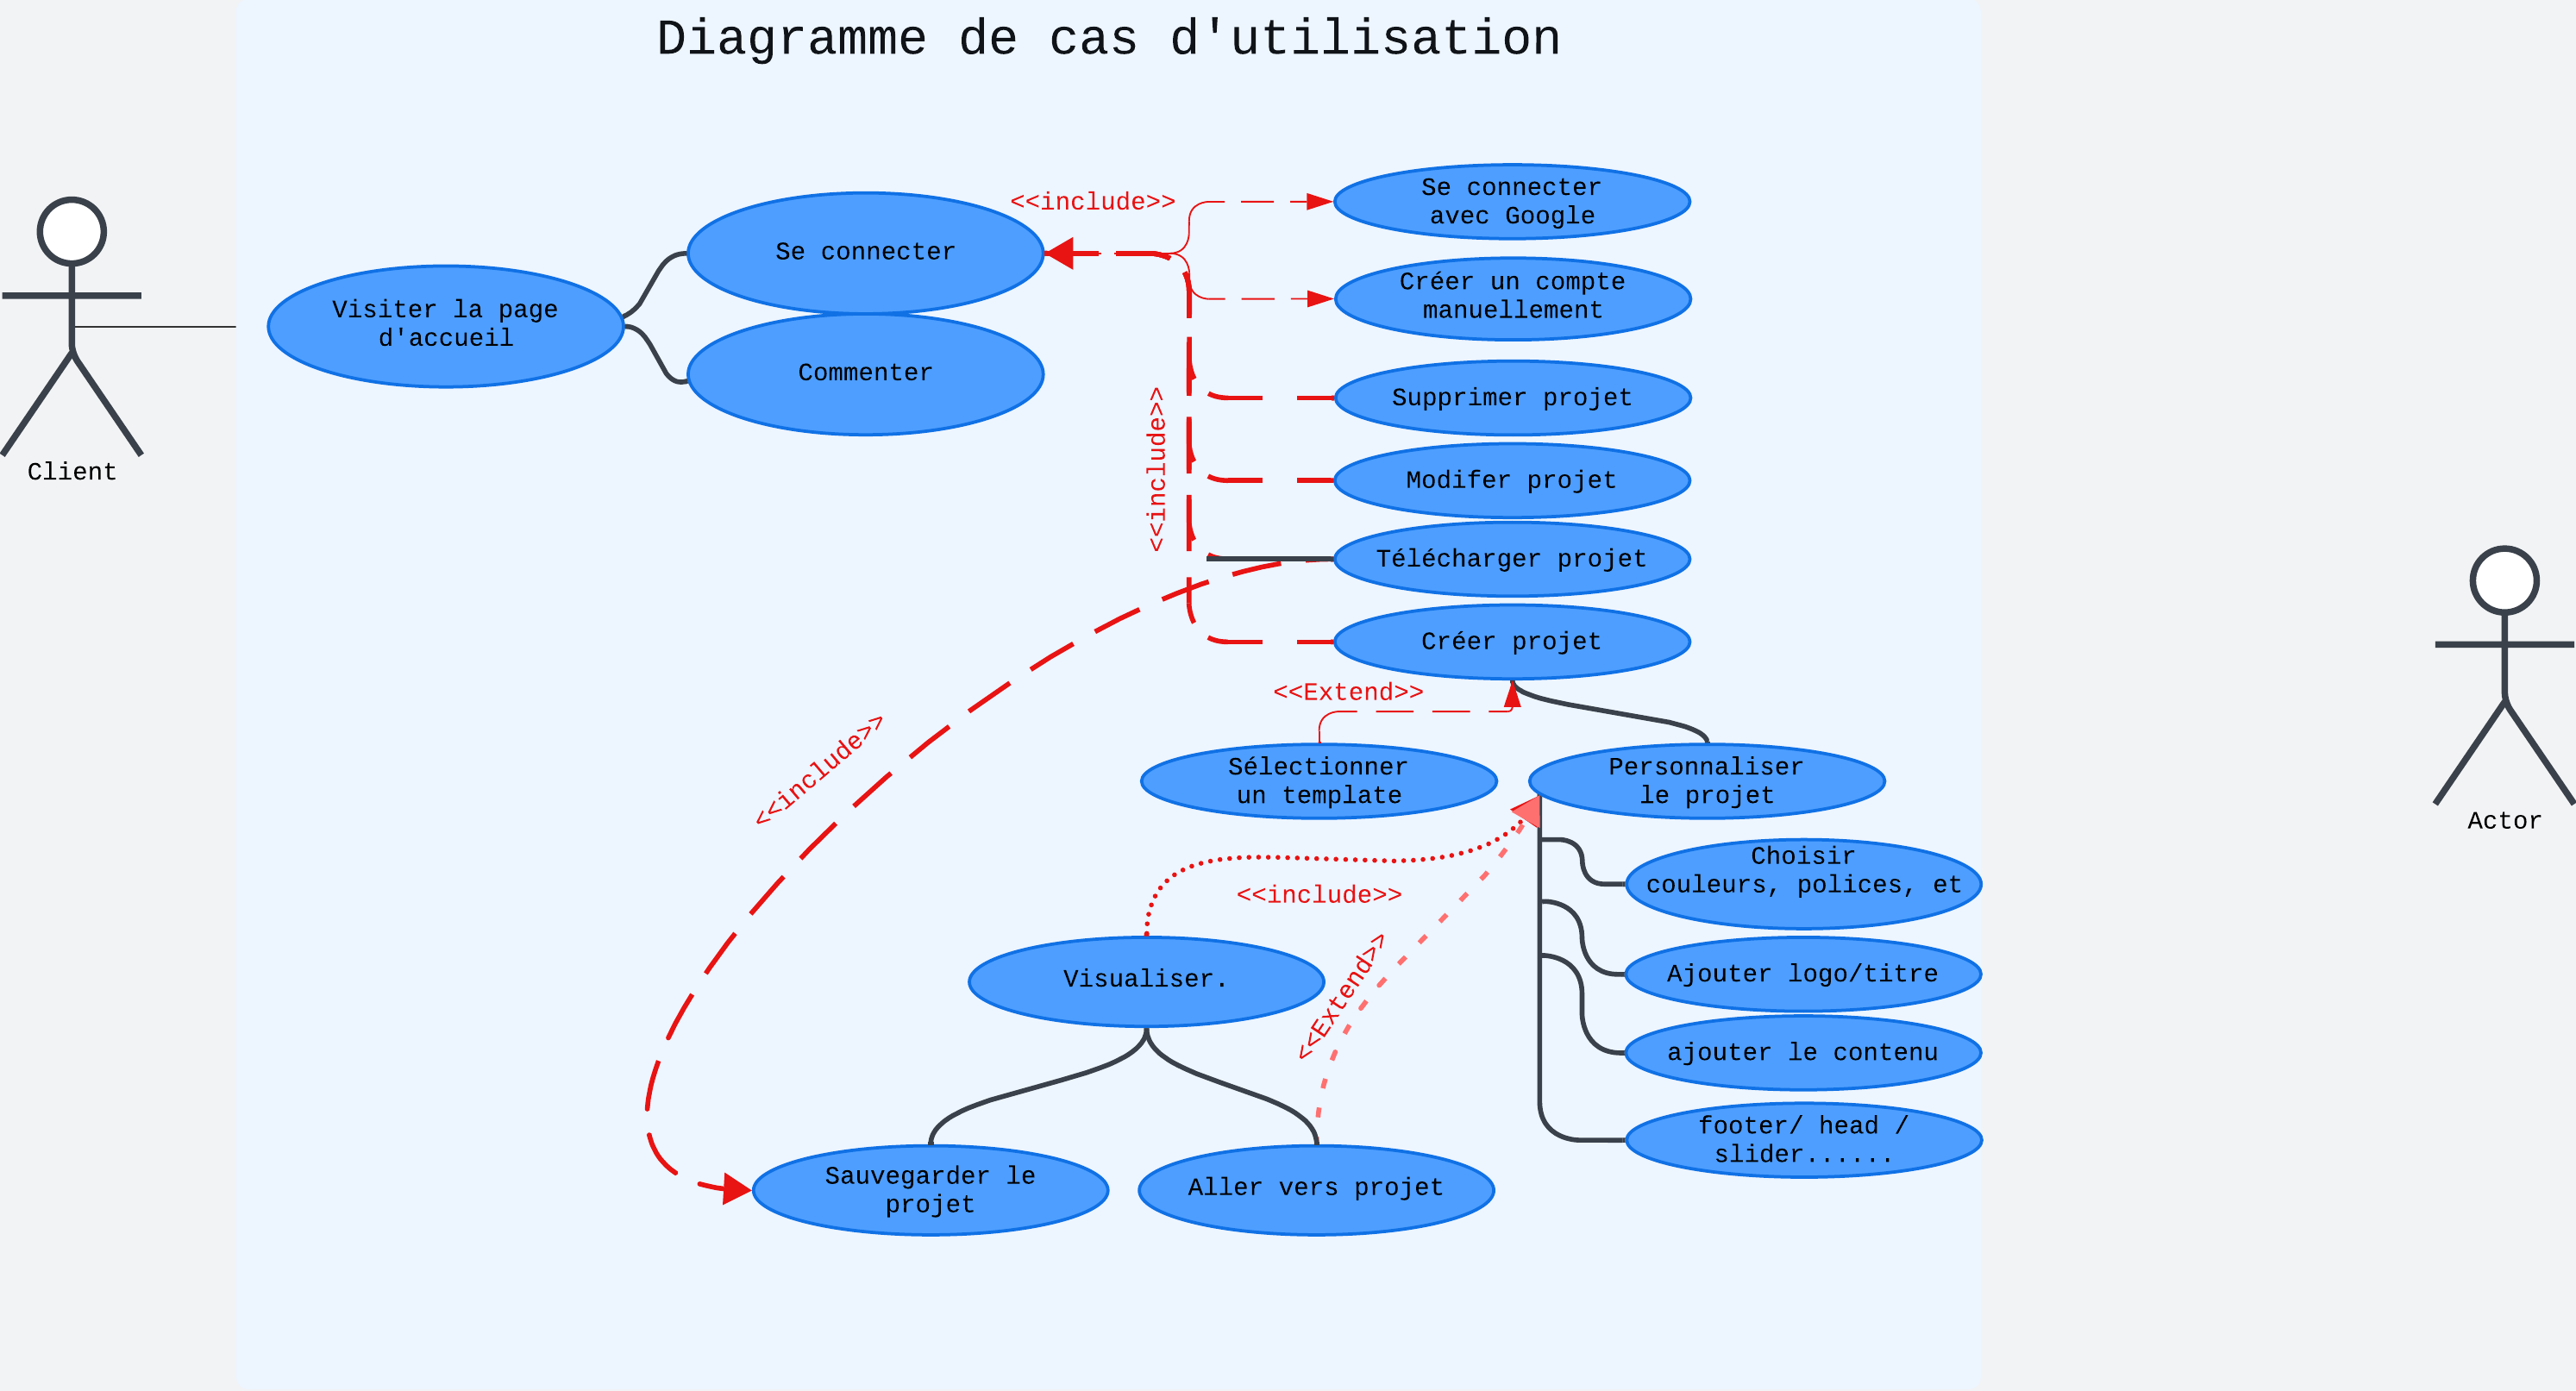 Diagramme de cas d'utilisation
<<include>>
Se connecter
avec Google
Se connecter
Créer un compte
manuellement
Visiter la page
d'accueil
Commenter
Supprimer projet
<<include>>
Client
Modifer projet
Télécharger projet
Créer projet
<<Extend>>
<<include>>
Sélectionner
un template
Personnaliser
le projet
Actor
Choisir
couleurs, polices, et
<<include>>
Visualiser.
<<Extend>>
Ajouter logo/titre
ajouter le contenu
footer/ head /
slider......
Sauvegarder le
projet
Aller vers projet